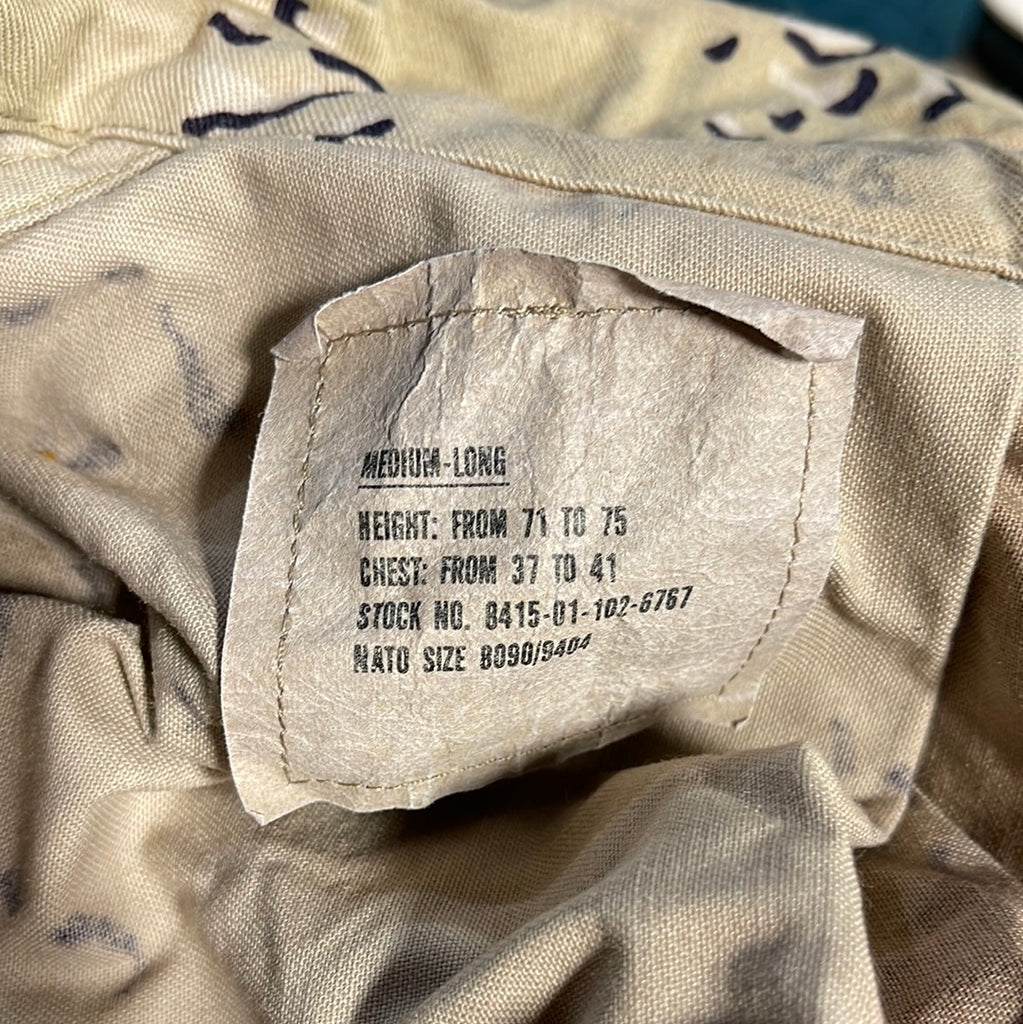 MEDIUM-LONG
HEIGHT: FROM 71 TO 75
CHEST: FROM 37 TO 41
STOCK NO. 8415-01-102-6767
NATO SIZE 8090/9404